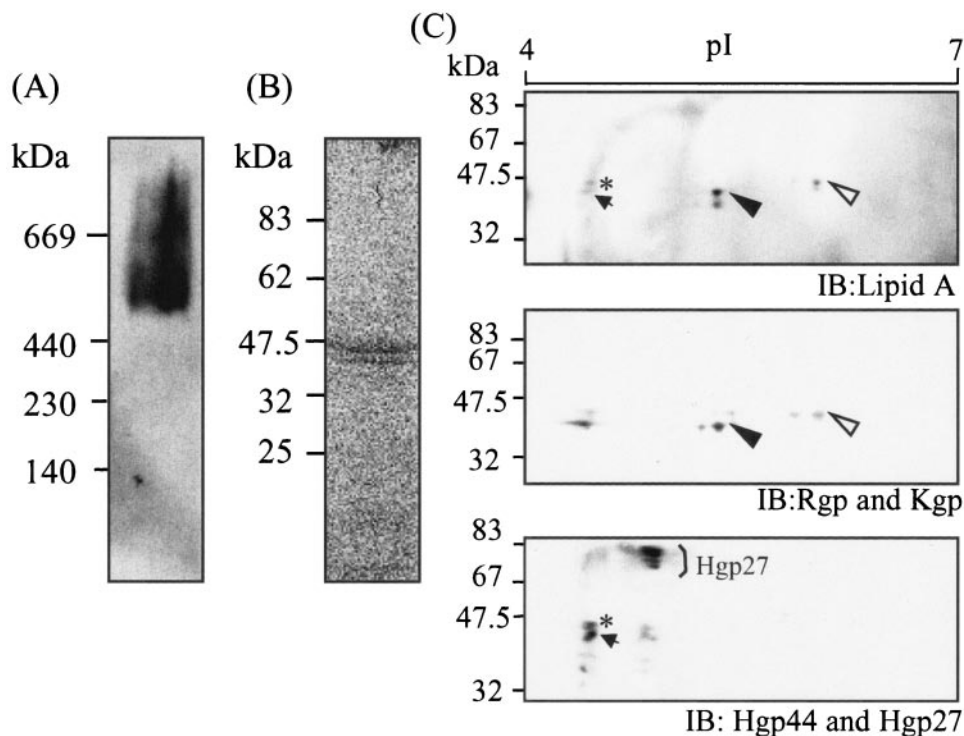 (A)
kDa
669
440
230
140
(B)
kDa
83
62
47.5
32
25
(C)
4 pI 7
kDa
83
67
47.5
*
32
IB:Lipid A
83
67
47.5
32
IB:Rgp and Kgp
83
Hgp27
67
47.5
*
32
IB: Hgp44 and Hgp27